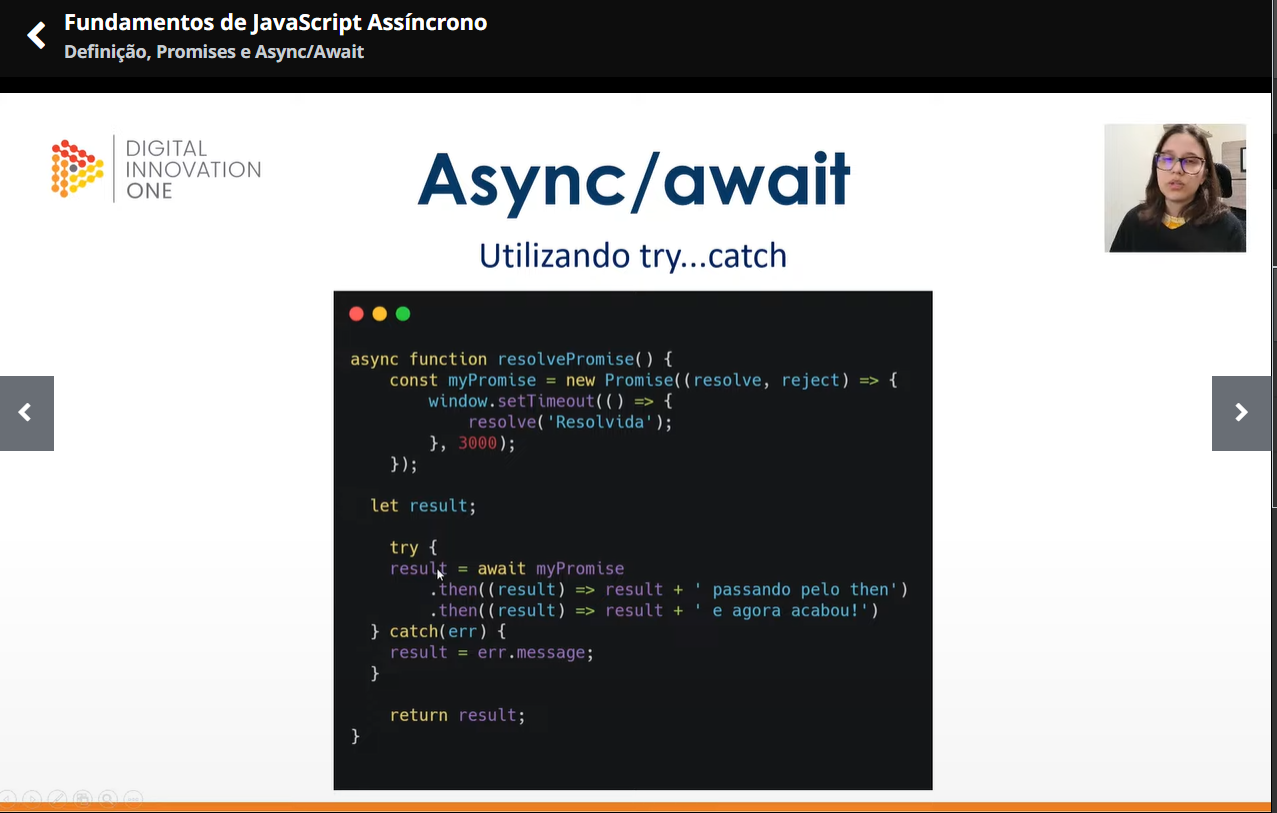 Fundamentos de JavaScript Assíncrono
Definição, Promises e Async/Await
DIGITAL
INNOVATION
ONE
Async/await
Utilizando try...catch
async function resolvePromise() {
    const myPromise = new Promise((resolve, reject) => {
        window.setTimeout(() => {
            resolve('Resolvida');
        }, 3000);
    });
  let result;
    try {
    result = await myPromise
        .then((result) => result + ' passando pelo then')
        .then((result) => result + ' e agora acabou!')
  } catch(err) {
    result = err.message;
  }
    return result;
}